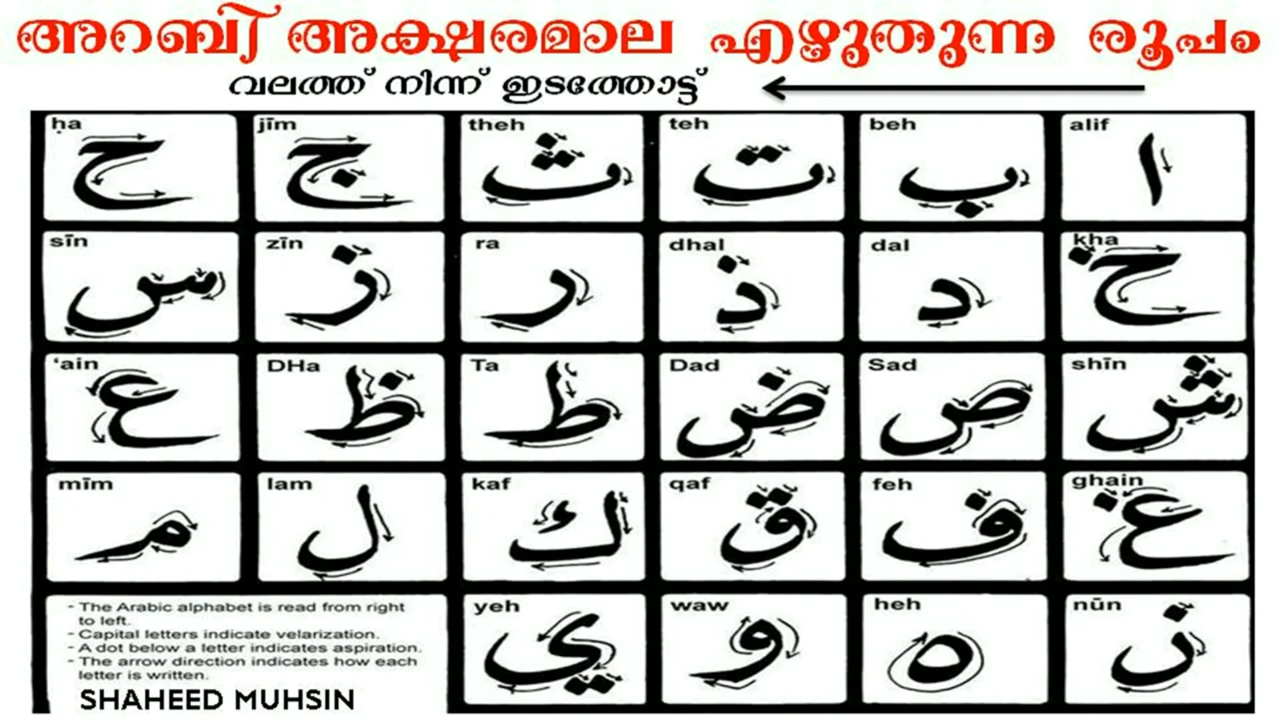 അറബി അക്ഷരമാല എഴുതുന്ന രൂപം
വലത്ത് നിന്ന് ഇടത്തോട്ട്
alif beh teh theh jīm ḥa
ا ب ت ث ج ح
kha dal dhal ra zīn sīn
خ د ذ ر ز س
shīn Sad Dad Ta DHa ‘ain
ش ص ض ط ظ ع
ghain feh qaf kaf lam mīm
غ ف ق ك ل م
nūn heh waw yeh
ن ه و ي
- The Arabic alphabet is read from right
to left.
- Capital letters indicate velarization.
- A dot below a letter indicates aspiration.
- The arrow direction indicates how each
letter is written.
SHAHEED MUHSIN